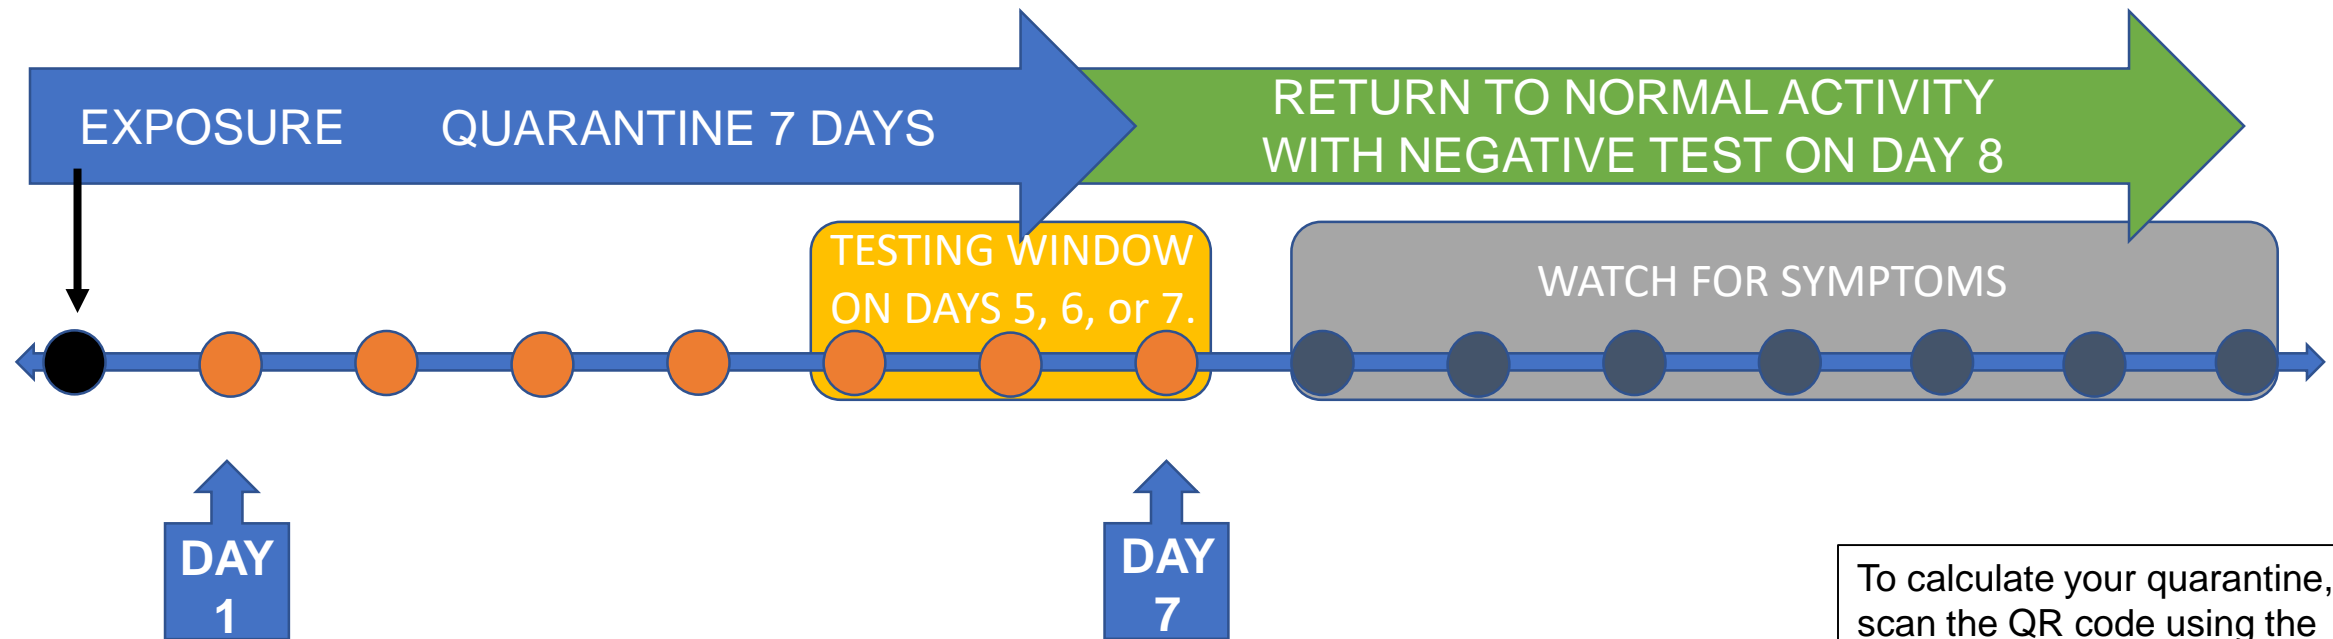 EXPOSURE
QUARANTINE 7 DAYS
RETURN TO NORMAL ACTIVITY
WITH NEGATIVE TEST ON DAY 8
TESTING WINDOW
ON DAYS 5, 6, or 7.
WATCH FOR SYMPTOMS
DAY
1
DAY
7
To calculate your quarantine,
scan the QR code using the